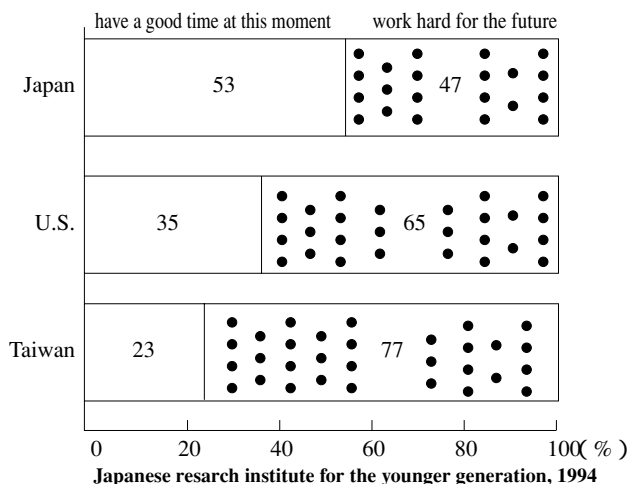 have a good time at this moment work hard for the future
Japan 53 47
U.S. 35 65
Taiwan 23 77
0 20 40 60 80 100(%)
Japanese resarch institute for the younger generation, 1994